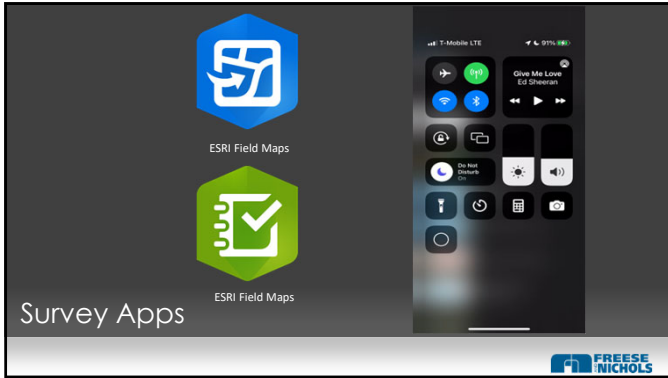 ESRI Field Maps
ESRI Field Maps
Survey Apps
T-Mobile LTE
91%
Give Me Love
Ed Sheeran
Do Not
Disturb
On
FREESE
AND NICHOLS